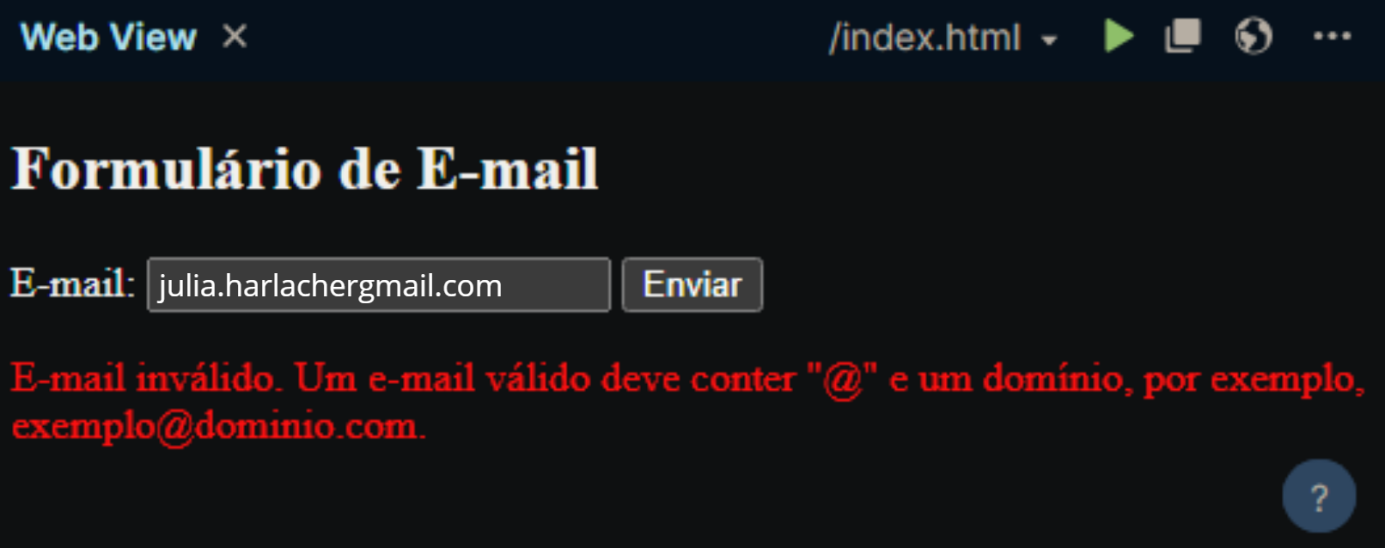 Web View × /index.html
Formulário de E-mail
E-mail: julia.harlachergmail.com Enviar
E-mail inválido. Um e-mail válido deve conter "@" e um domínio, por exemplo,
exemplo@dominio.com.
?